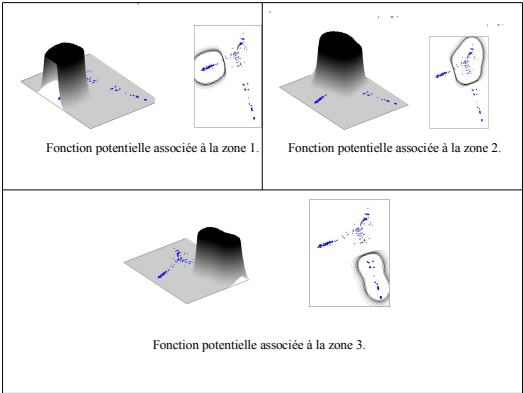 Fonction potentielle associée à la zone 1.
Fonction potentielle associée à la zone 2.
Fonction potentielle associée à la zone 3.